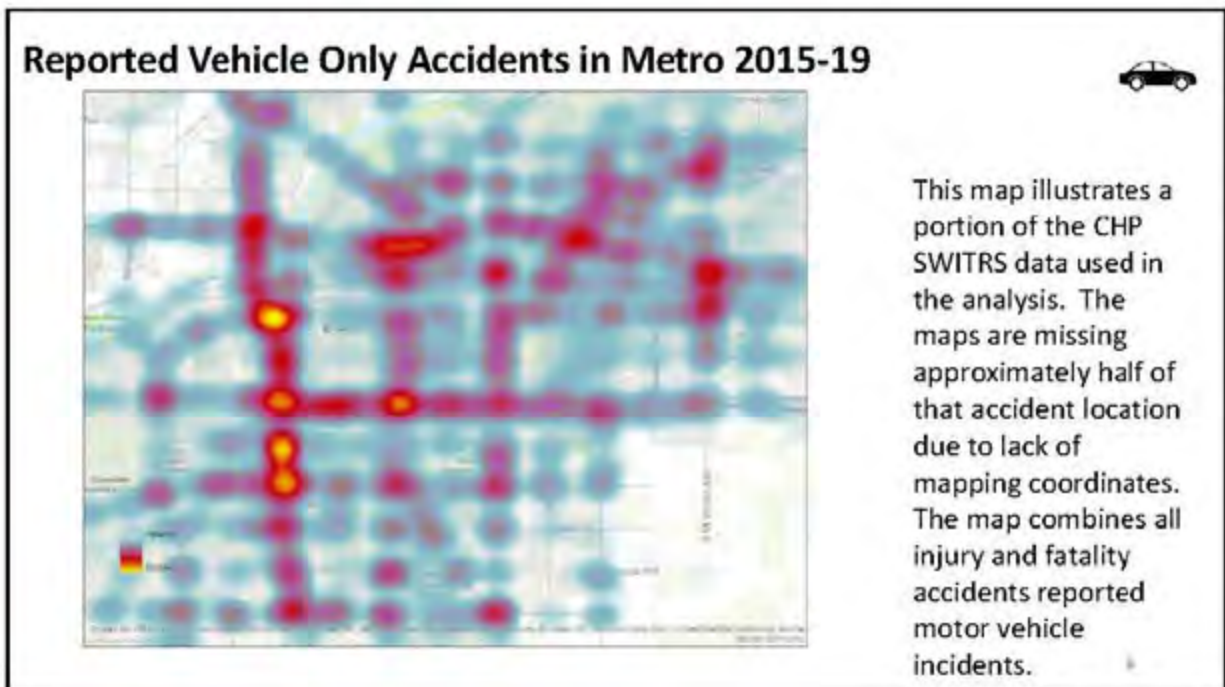 Reported Vehicle Only Accidents in Metro 2015-19
This map illustrates a
portion of the CHP
SWITRS data used in
the analysis.  The
maps are missing
approximately half of
that accident location
due to lack of
mapping coordinates.
The map combines all
injury and fatality
accidents reported
motor vehicle
incidents.